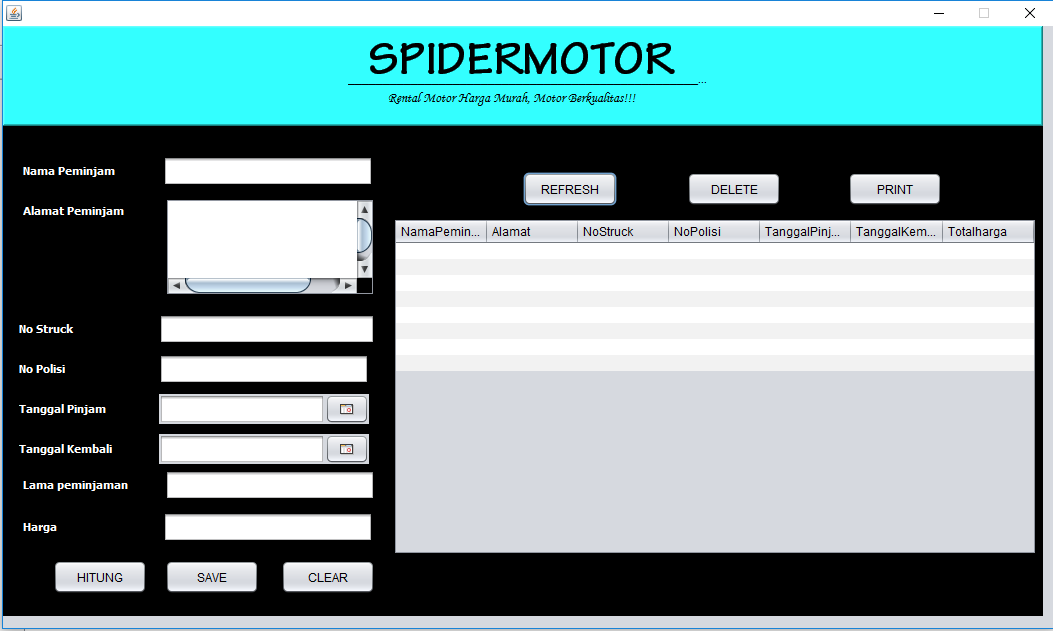 SPIDERMOTOR
...
Rental Motor Harga Murah, Motor Berkualitas!!!
Nama Peminjam
Alamat Peminjam
No Struck
No Polisi
Tanggal Pinjam
Tanggal Kembali
Lama peminjaman
Harga
HITUNG SAVE CLEAR
REFRESH DELETE PRINT
NamaPemin... Alamat NoStruck NoPolisi TanggalPinj... TanggalKem... Totalharga